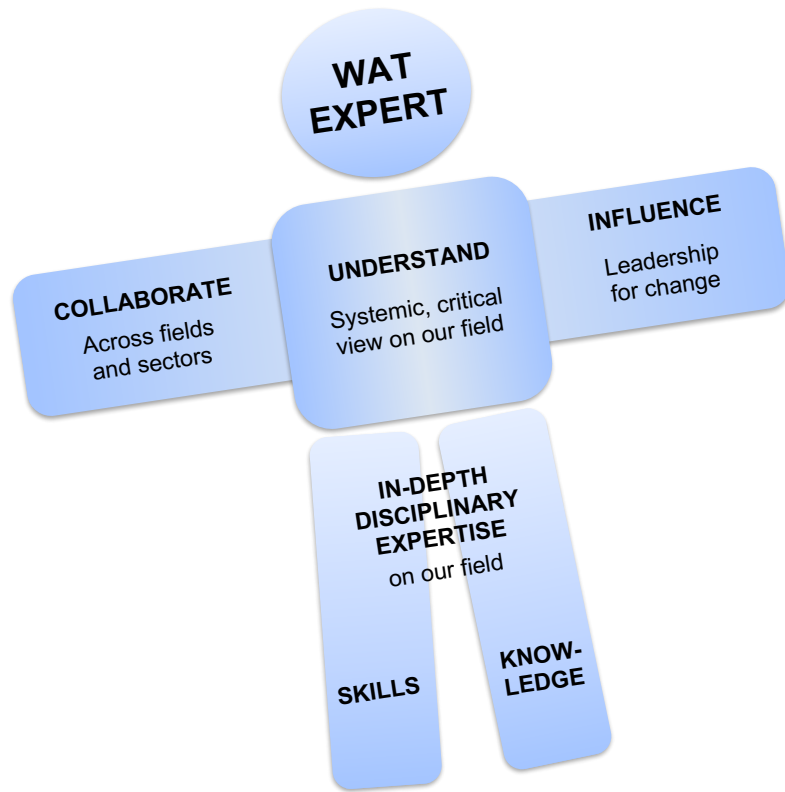 WAT
EXPERT
COLLABORATE
Across fields
and sectors
UNDERSTAND
Systemic, critical
view on our field
INFLUENCE
Leadership
for change
IN-DEPTH
DISCIPLINARY
EXPERTISE
on our field
SKILLS
KNOW-
LEDGE